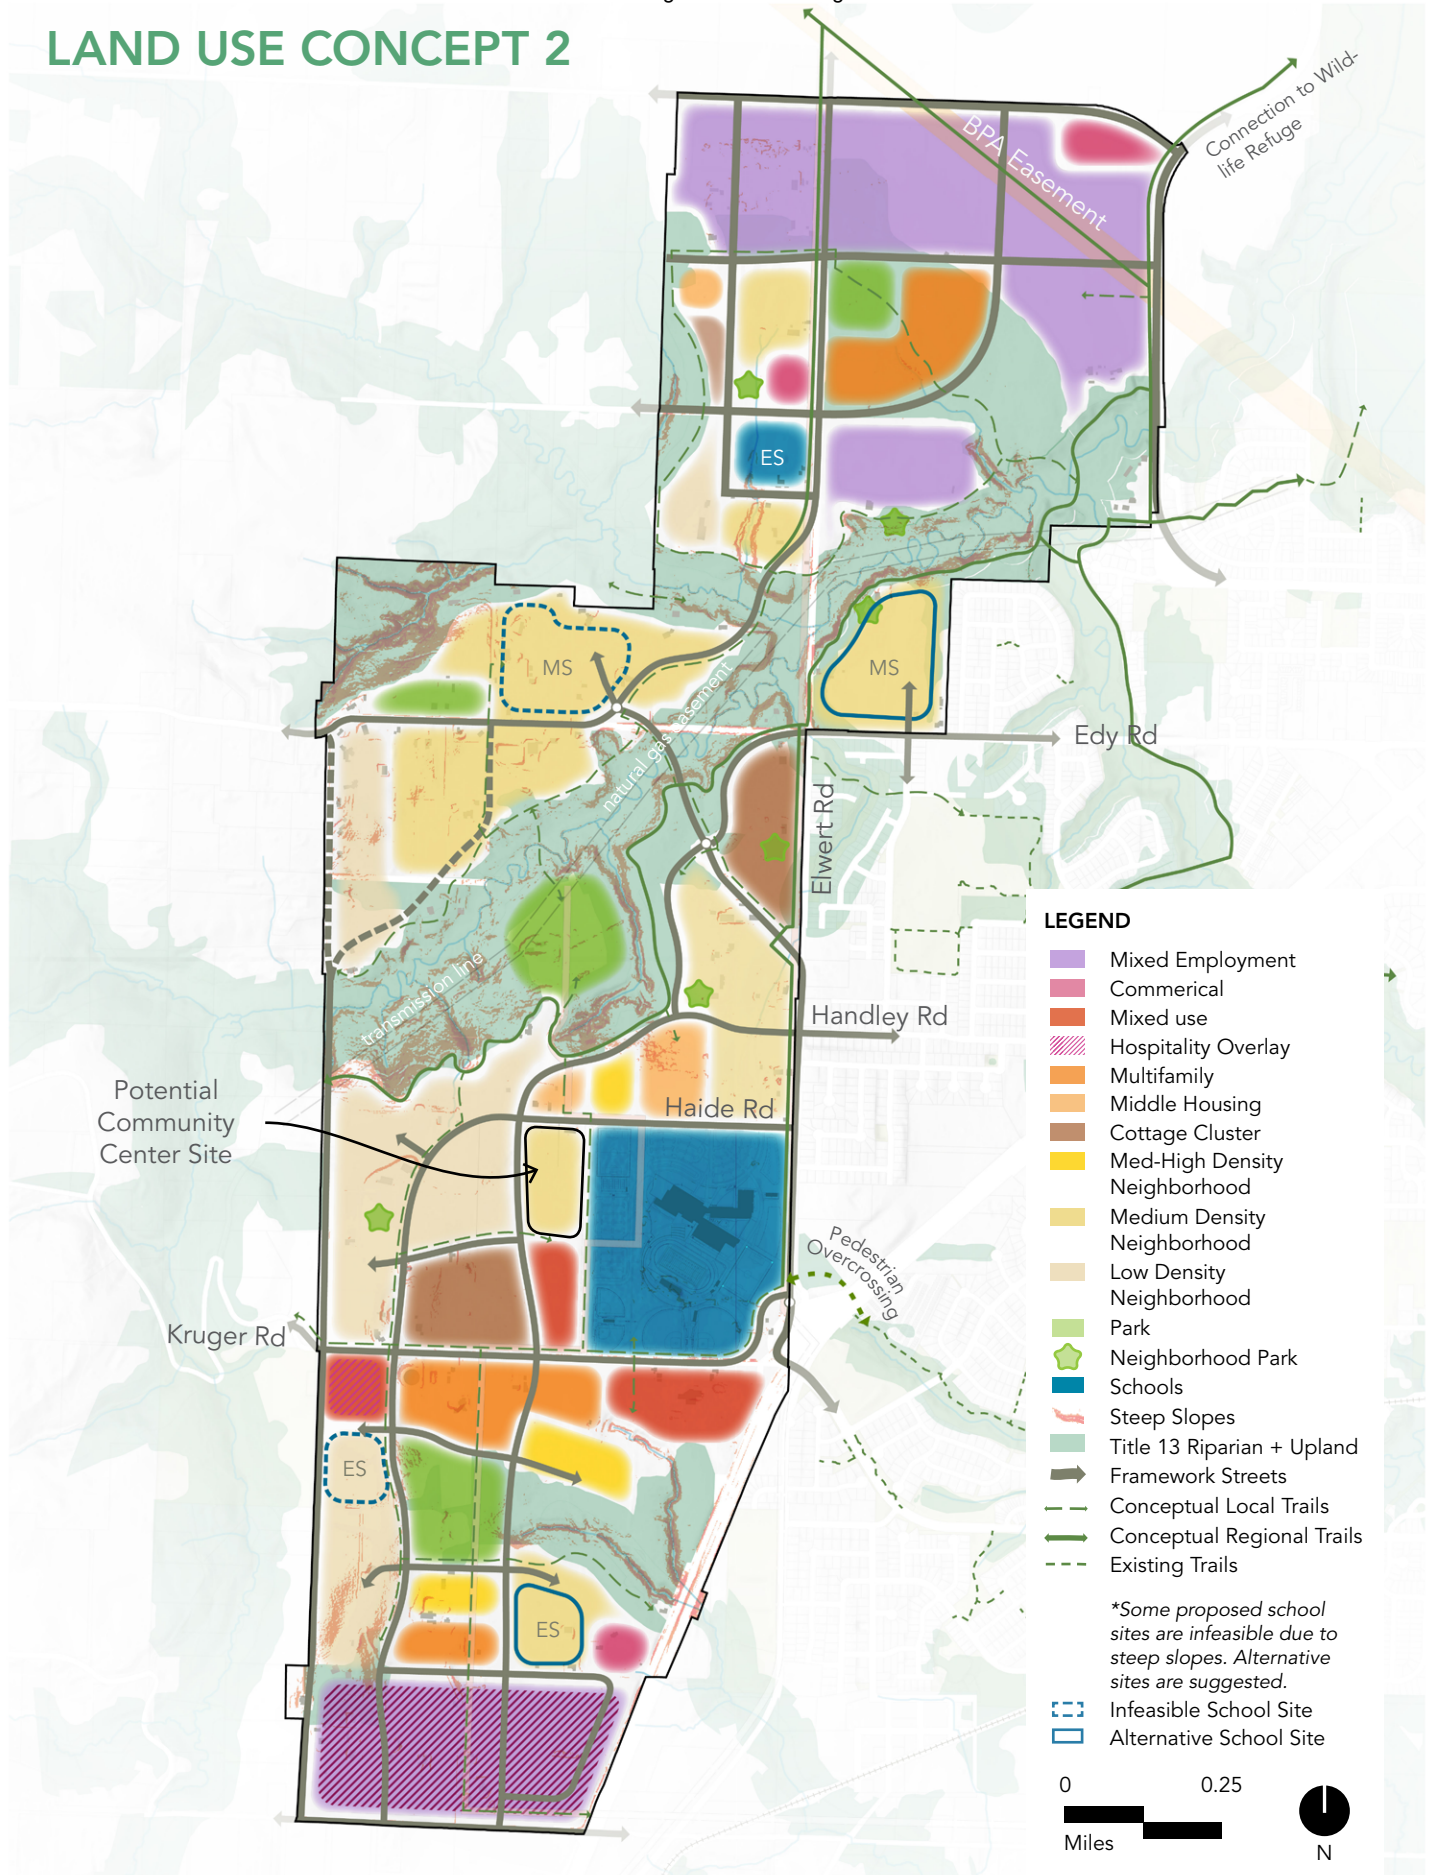 LAND USE CONCEPT 2
BPA Easement
Connection to Wild-
life Refuge
ES
MS
MS
natural gas easement
Edy Rd
Elwert Rd
transmission line
Handley Rd
Haide Rd
Potential
Community
Center Site
Pedestrian
Overcrossing
Kruger Rd
ES
ES
LEGEND
Mixed Employment
Commerical
Mixed use
Hospitality Overlay
Multifamily
Middle Housing
Cottage Cluster
Med-High Density
Neighborhood
Medium Density
Neighborhood
Low Density
Neighborhood
Park
Neighborhood Park
Schools
Steep Slopes
Title 13 Riparian + Upland
Framework Streets
Conceptual Local Trails
Conceptual Regional Trails
Existing Trails
*Some proposed school
sites are infeasible due to
steep slopes. Alternative
sites are suggested.
Infeasible School Site
Alternative School Site
0 0.25
Miles
N